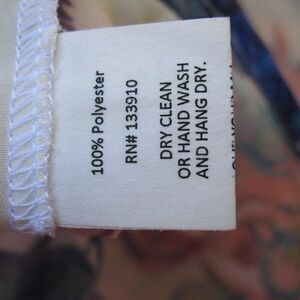 100% Polyester
RN# 133910
DRY CLEAN
OR HAND WASH
AND HANG DRY.